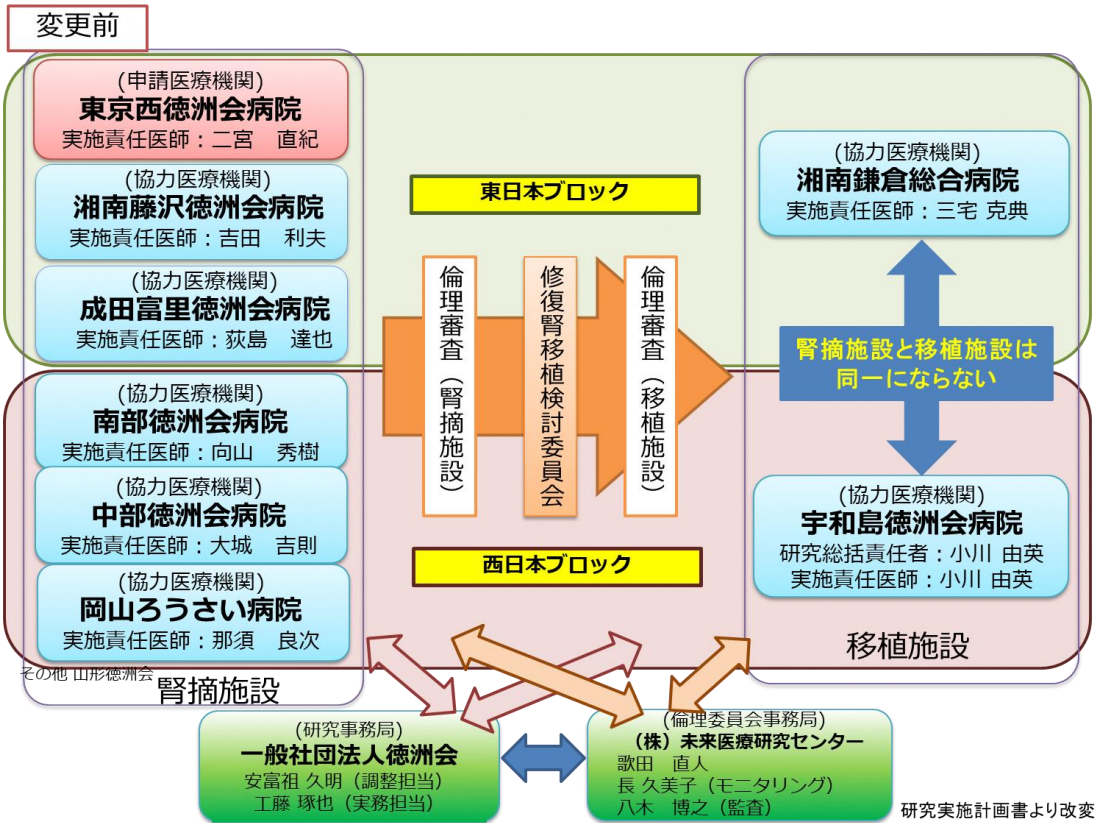 変更前
(申請医療機関)
東京西徳洲会病院
実施責任医師：二宮　直紀
(協力医療機関)
湘南藤沢徳洲会病院
実施責任医師：吉田　利夫
(協力医療機関)
成田富里徳洲会病院
実施責任医師：荻島　達也
(協力医療機関)
南部徳洲会病院
実施責任医師：向山　秀樹
(協力医療機関)
中部徳洲会病院
実施責任医師：大城　吉則
(協力医療機関)
岡山ろうさい病院
実施責任医師：那須　良次
その他 山形徳洲会
腎摘施設
東日本ブロック
倫理審査（腎摘施設）
修復腎移植検討委員会
倫理審査（移植施設）
西日本ブロック
(協力医療機関)
湘南鎌倉総合病院
実施責任医師：三宅 克典
腎摘施設と移植施設は
同一にならない
(協力医療機関)
宇和島徳洲会病院
研究総括責任者：小川 由英
実施責任医師：小川 由英
移植施設
(研究事務局)
一般社団法人徳洲会
安富祖 久明（調整担当）
工藤 琢也（実務担当）
(倫理委員会事務局)
（株）未来医療研究センター
歌田　直人
長 久美子（モニタリング）
八木　博之（監査）
研究実施計画書より改変